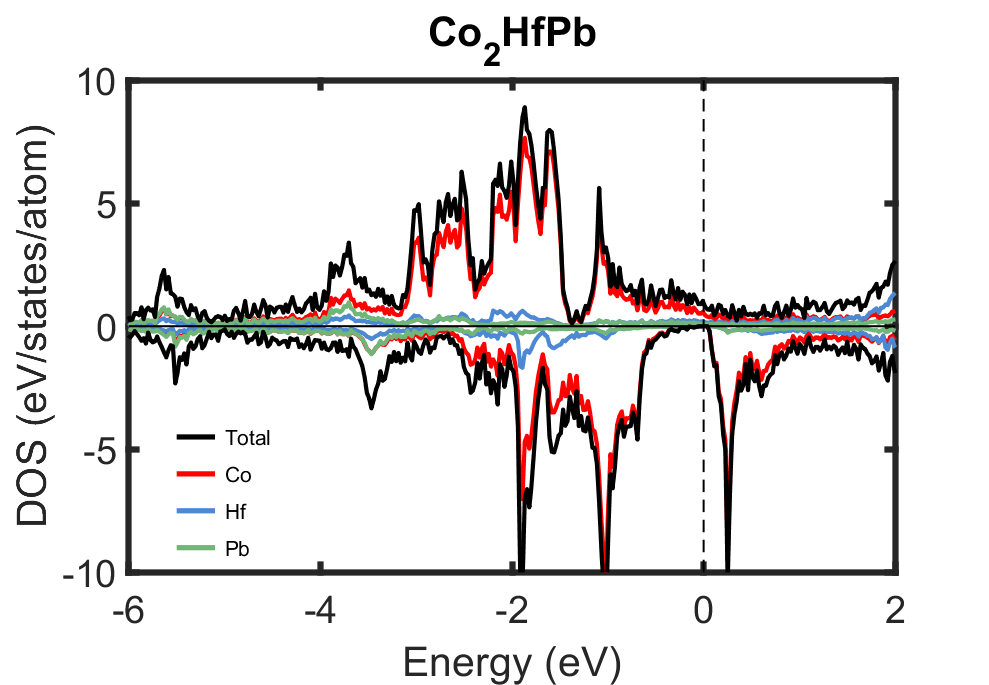 Co₂HfPb
DOS (eV/states/atom)
10
5
0
-5
-10
Total
Co
Hf
Pb
-6 -4 -2 0 2
Energy (eV)